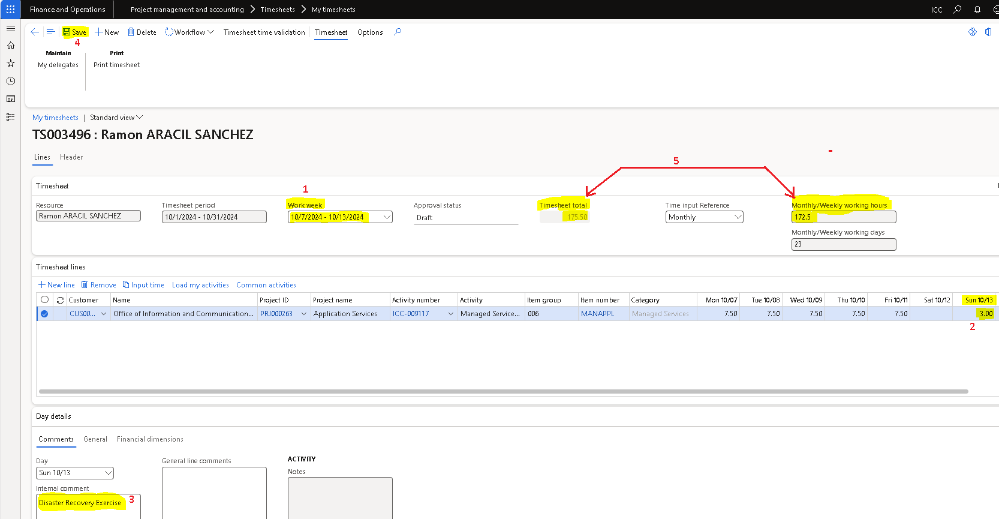 Finance and Operations
Project management and accounting > Timesheets > My timesheets
ICC
Save
New
Delete
Workflow
Timesheet time validation
Timesheet
Options
4
Maintain
My delegates
Print
Print timesheet
My timesheets | Standard view
TS003496 : Ramon ARACIL SANCHEZ
Lines
Header
-
5
Timesheet
1
Resource
Ramon ARACIL SANCHEZ
Timesheet period
10/1/2024 - 10/31/2024
Work week
10/7/2024 - 10/13/2024
Approval status
Draft
Timesheet total
175.50
Time input Reference
Monthly
Monthly/Weekly working hours
172.5
Monthly/Weekly working days
23
Timesheet lines
New line
Remove
Input time
Load my activities
Common activities
Customer Name Project ID Project name Activity number Activity Item group Item number Category Mon 10/07 Tue 10/08 Wed 10/09 Thu 10/10 Fri 10/11 Sat 10/12 Sun 10/13
CUS00... Office of Information and Communication... PRJ000263 Application Services ICC-009117 Managed Service... 006 MANAPPL Managed Services 7.50 7.50 7.50 7.50 7.50 3.00
2
Day details
Comments
General
Financial dimensions
Day
Sun 10/13
Internal comment
Disaster Recovery Exercise
3
General line comments
ACTIVITY
Notes